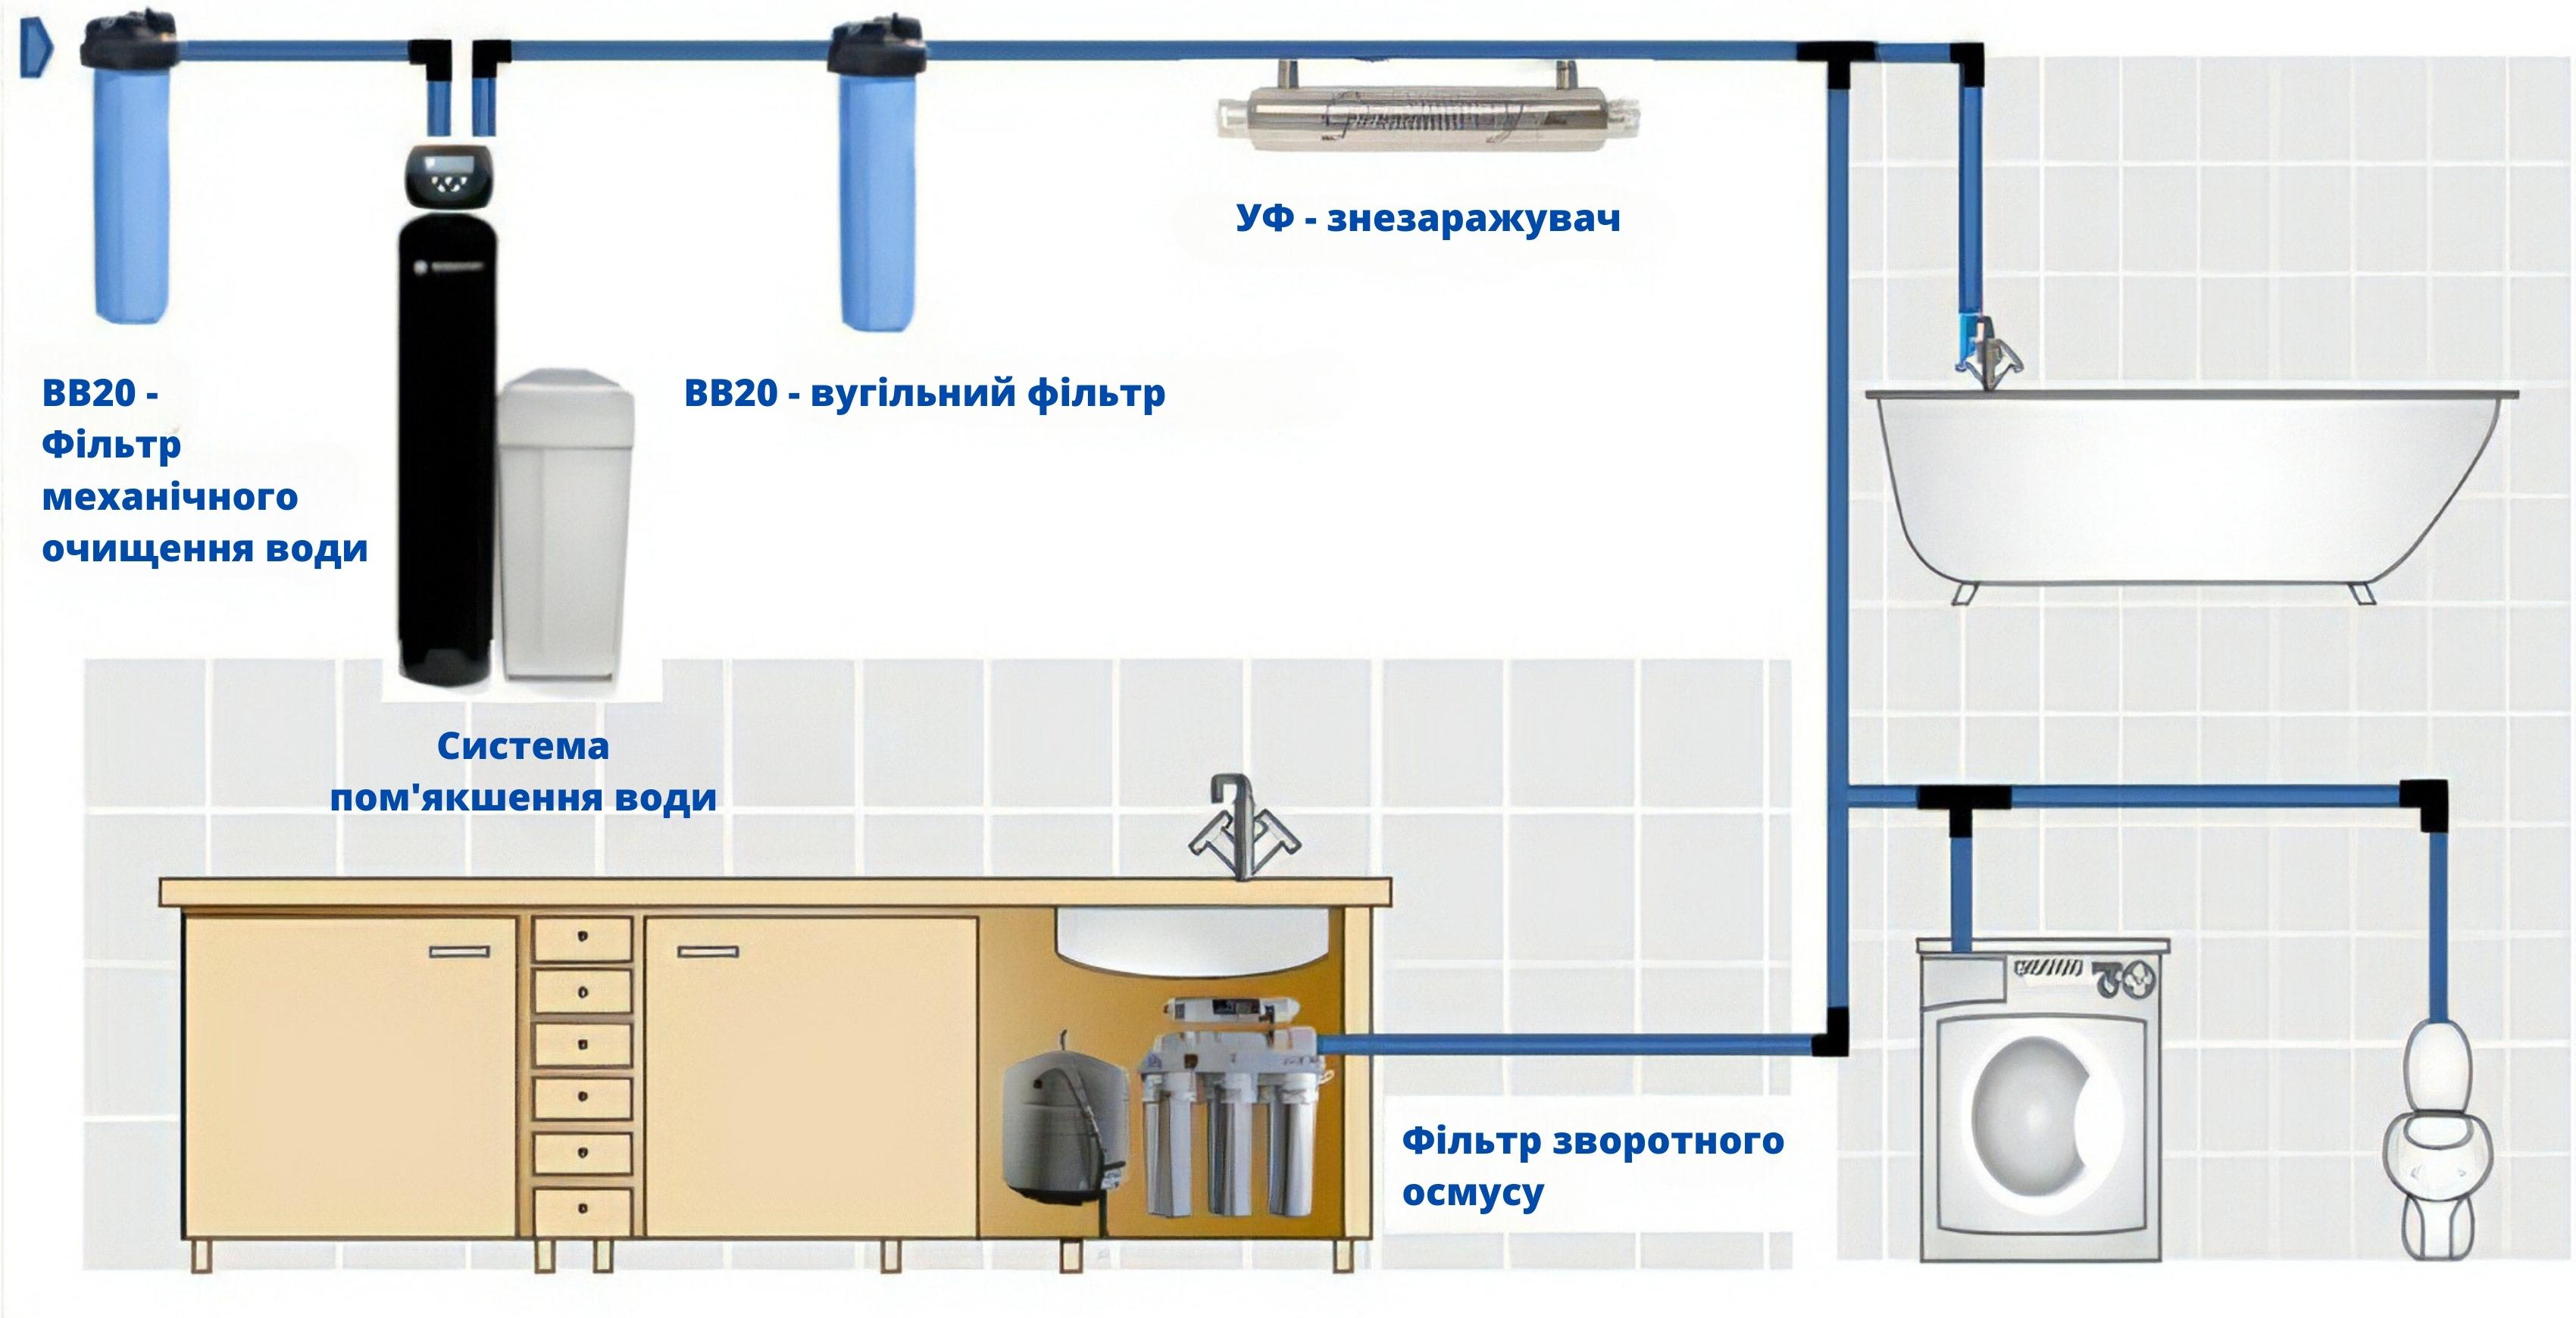 УФ - знезаражувач
BB20 -
Фільтр
механічного
очищення води
BB20 - вугільний фільтр
Система
пом'якшення води
Фільтр зворотного
осмусу